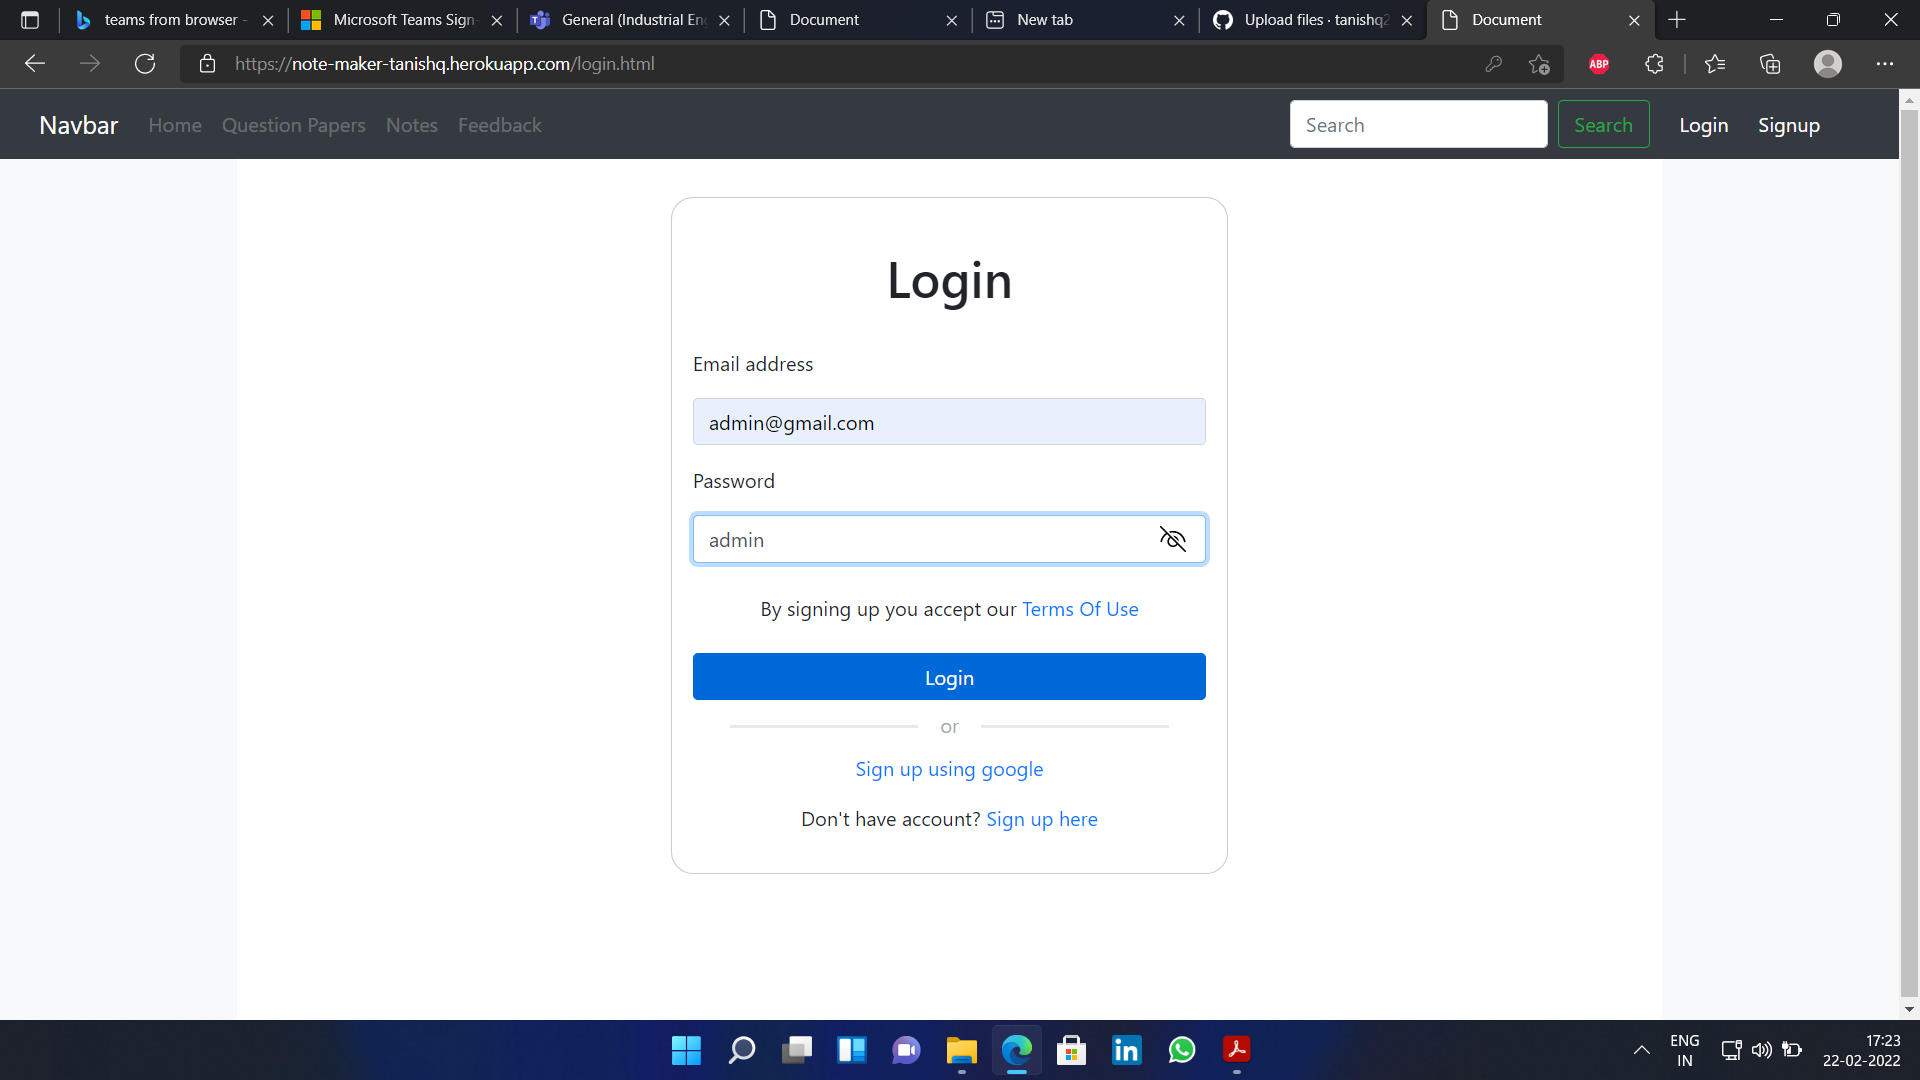 teams from browser -
Microsoft Teams Sign-
General (Industrial En
Document
New tab
Upload files · tanishq2
Document
https://note-maker-tanishq.herokuapp.com/login.html
ABP
Navbar Home Question Papers Notes Feedback Search Search Login Signup
Login
Email address
admin@gmail.com
Password
admin
By signing up you accept our Terms Of Use
Login
or
Sign up using google
Don't have account? Sign up here
ENG
IN
17:23
22-02-2022